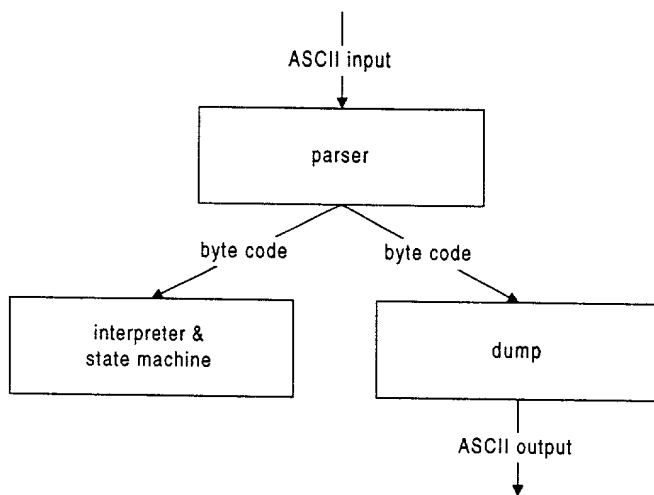 ASCII input
parser
byte code
byte code
interpreter &
state machine
dump
ASCII output